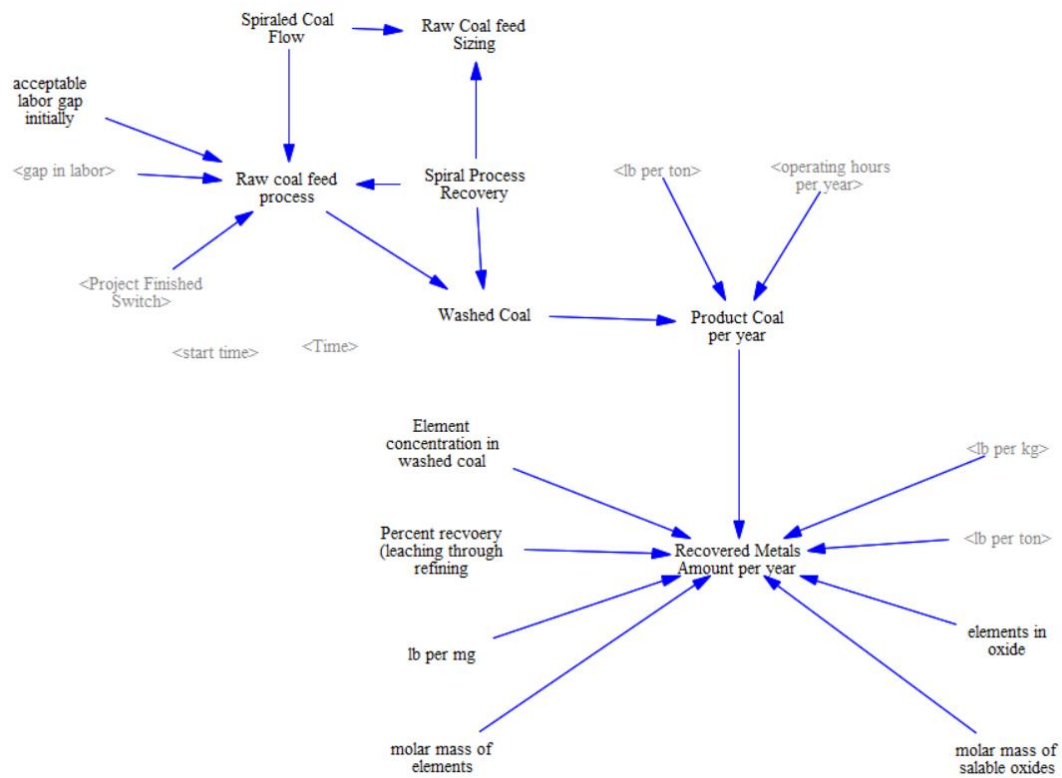 Spiraled Coal
Flow
Raw Coal feed
Sizing
acceptable
labor gap
initially
<gap in labor>
Raw coal feed
process
Spiral Process
Recovery
<lb per ton>
<operating hours
per year>
<Project Finished
Switch>
Washed Coal
Product Coal
per year
<start time>
<Time>
Element
concentration in
washed coal
<lb per kg>
Percent recvoery
(leaching through
refining
Recovered Metals
Amount per year
<lb per ton>
lb per mg
elements in
oxide
molar mass of
elements
molar mass of
salable oxides